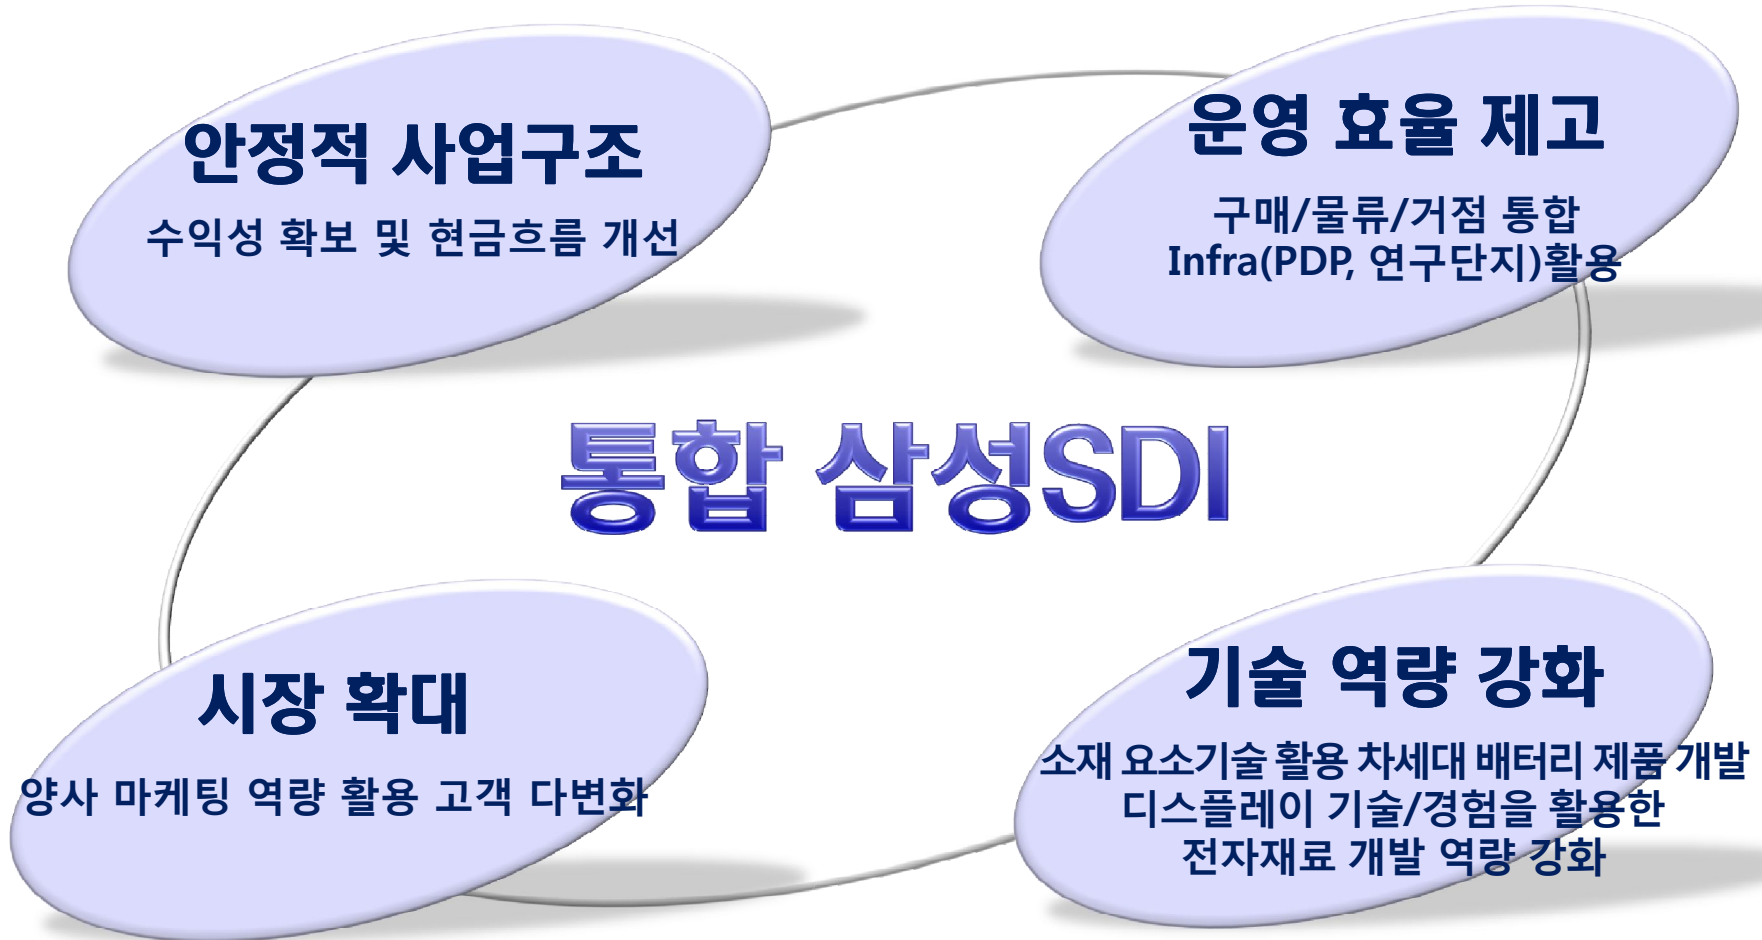 안정적 사업구조
수익성 확보 및 현금흐름 개선
운영 효율 제고
구매/물류/거점 통합
Infra(PDP, 연구단지)활용
통합 삼성SDI
시장 확대
양사 마케팅 역량 활용 고객 다변화
기술 역량 강화
소재 요소기술 활용 차세대 배터리 제품 개발
디스플레이 기술/경험을 활용한
전자재료 개발 역량 강화